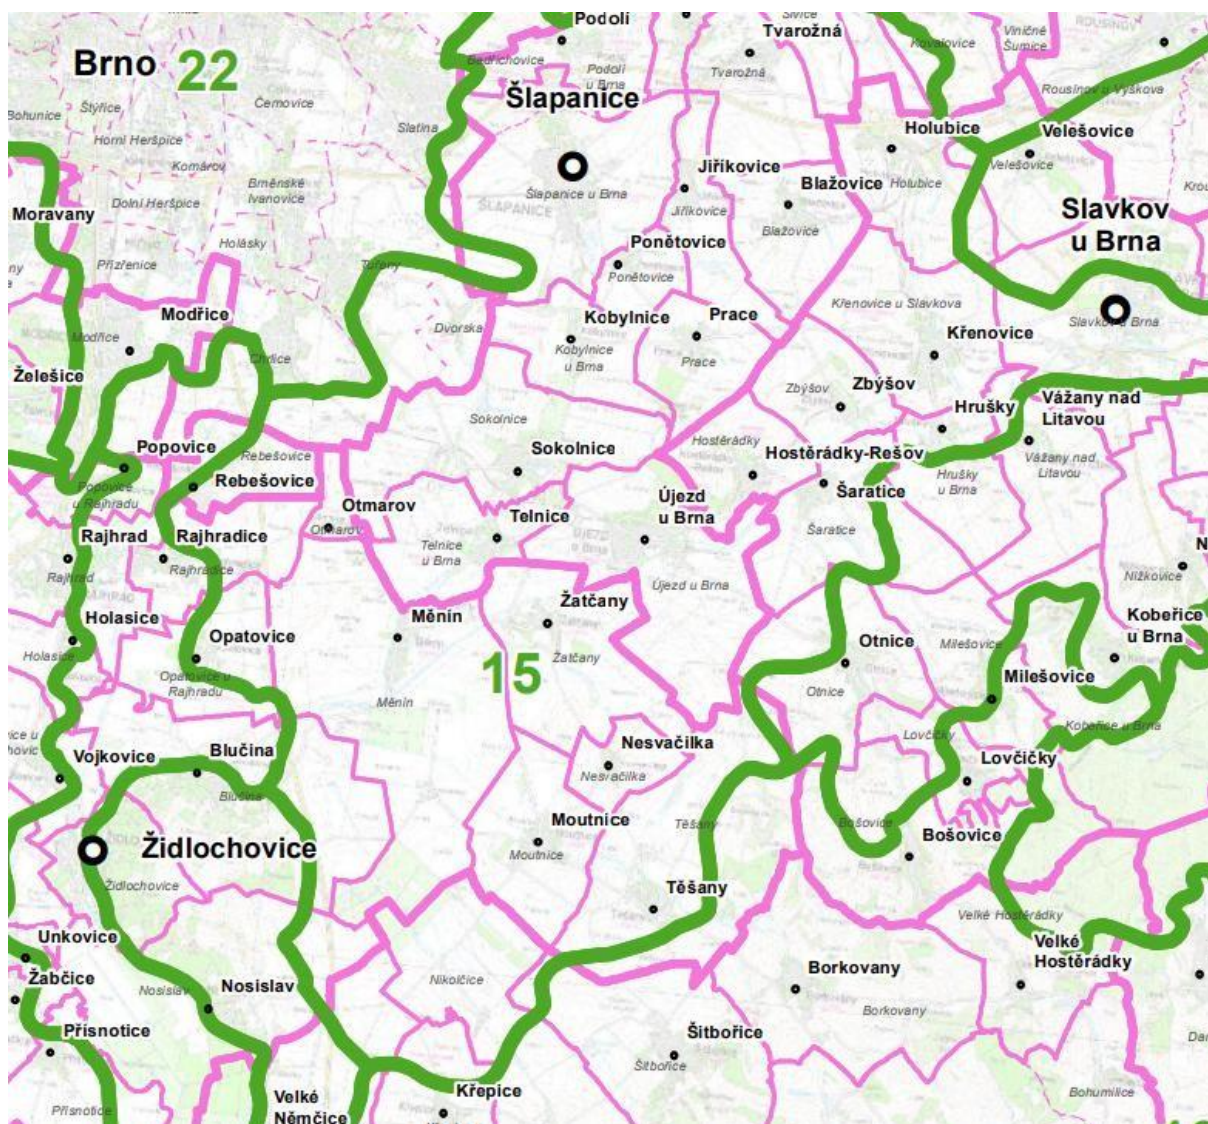 Podolí
Tvarožná
Sivice
Kovalovice
Viničné
Šumice
Brno 22
Bedřichovice
Podolí
u Brna
Tvarožná
Rousínov u Vyškova
Bohunice
Štýřice
Černovice
Šlapanice
Slatina
Holubice
Velešovice
Horní Heršpice
Komárov
Jiříkovice
Blažovice
Holubice
Velešovice
Brněnské
Ivanovice
Šlapanice u Brna
ŠLAPANICE
Moravany
Dolní Heršpice
Jiříkovice
Slavkov
u Brna
Blažovice
Holásky
Ponětovice
Přízřenice
Tuřany
Ponětovice
Modřice
Křenovice u Slavkova
Kobylnice
Prace
Dvorska
Slavkov u Brna
Křenovice
Modřice
Chrlice
Kobylnice
u Brna
Prace
Želešice
Zbýšov
Zbýšov
Hrušky
Vážany nad
Litavou
Sokolnice
Popovice
Rebešovice
Sokolnice
Hostěrádky
Hostěrádky-Rešov
Vážany nad
Litavou
Rebešovice
Popovice
u Rajhradu
Hrušky
u Brna
Šaratice
Otmarov
Telnice
Újezd
u Brna
Otmarov
Šaratice
Rajhrad
Rajhradice
Telnice
u Brna
N
Rajhrad
Rajhradice
Újezd u Brna
Nížkovice
Holasice
Měnín
Žatčany
Kobeřice
u Brna
Opatovice
Otnice
Milešovice
Holasice
Žatčany
Opatovice u
Rajhradu
15
Milešovice
Otnice
Měnín
Kobeřice u Brna
Lovčičky
Vojkovice
Blučina
Nesvačilka
Lovčičky
Nesvačilka
Blučina
Moutnice
Těšany
Bošovice
Bošovice
Židlochovice
Moutnice
Židlochovice
Těšany
Velké Hostěrádky
Unkovice
Velké
Hostěrádky
Žabčice
Nikolčice
Borkovany
Nosislav
Nosislav
Borkovany
Přísnotice
Šitbořice
Šitbořice
Křepice
Velké
Němčice
Bohumilice
Přísnotice